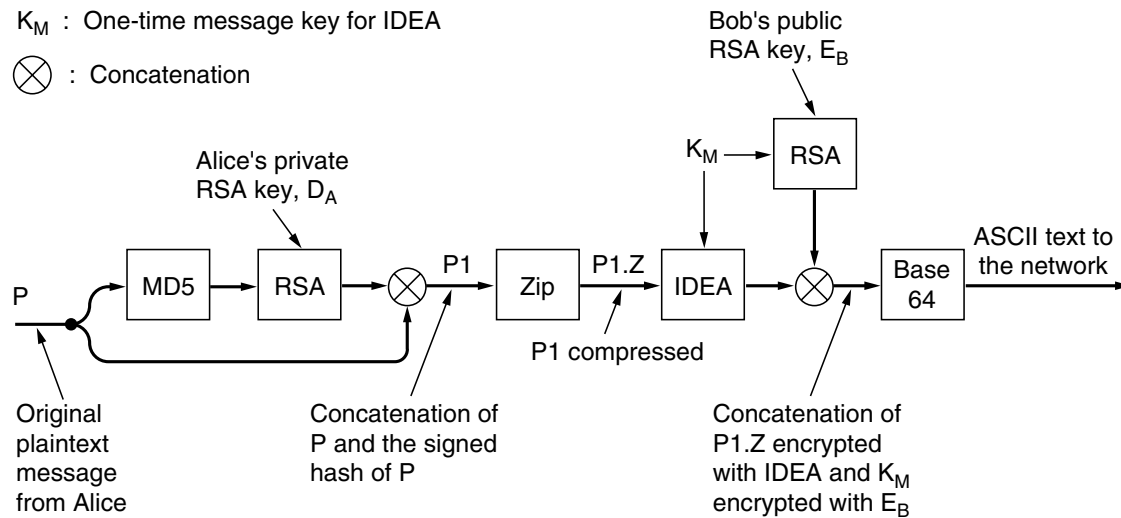 K_M : One-time message key for IDEA
: Concatenation
Bob's public
RSA key, E_B
Alice's private
RSA key, D_A
K_M
RSA
P
MD5
RSA
P1
Zip
P1.Z
IDEA
Base
64
ASCII text to
the network
P1 compressed
Original
plaintext
message
from Alice
Concatenation of
P and the signed
hash of P
Concatenation of
P1.Z encrypted
with IDEA and K_M
encrypted with E_B